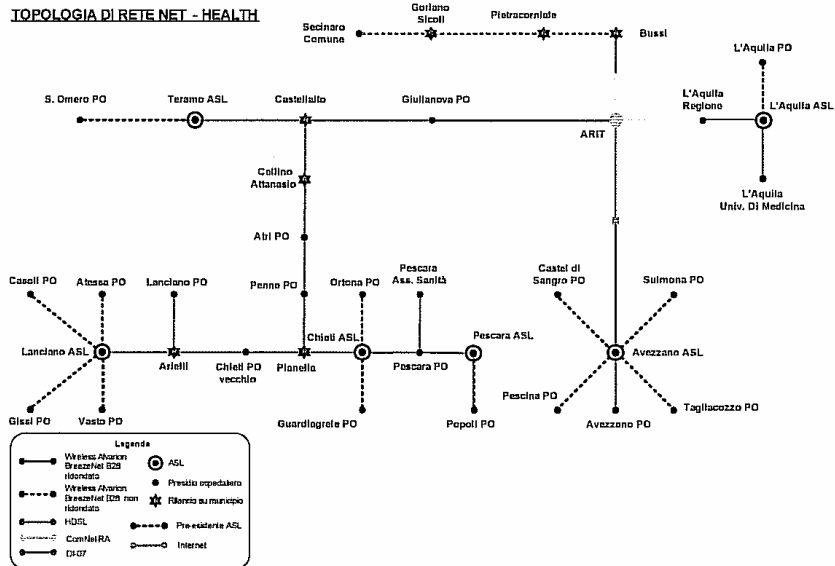 TOPOLOGIA DI RETE NET - HEALTH
Secinaro
Comune
Goriano
Sicoli
Pietracorniale
Bussi
L'Aquila PO
L'Aquila
Regione
L'Aquila ASL
L'Aquila
Univ. Di Medicina
S. Omero PO
Teramo ASL
Castellalto
Giulianova PO
ARIT
Cellino
Attanasio
Atri PO
Casoli PO
Atessa PO
Lanciano PO
Penno PO
Ortona PO
Pescara
Ass. Sanità
Castel di
Sangro PO
Sulmona PO
Lanciano ASL
Arielli
Chieti PO
vecchio
Pianella
Chieti ASL
Pescara PO
Pescara ASL
Avezzano ASL
Gissi PO
Vasto PO
Guardiagrele PO
Popoli PO
Pescina PO
Avezzano PO
Tagliacozzo PO
Legenda
Wireless Alvarion
BreezeNet B28
ridondata
ASL
Presidio ospedaliero
Wireless Alvarion
BreezeNet B28 non
ridondata
Rilancio su municipio
HDSL
Pre-esistente ASL
ComNet RA
Internet